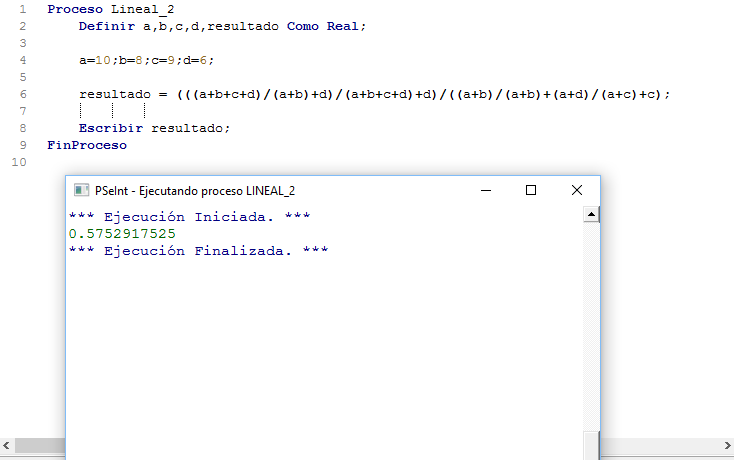 1 Proceso Lineal_2
2 Definir a,b,c,d,resultado Como Real;
3
4 a=10;b=8;c=9;d=6;
5
6 resultado = (((a+b+c+d)/(a+b)+d)/(a+b+c+d)+d)/((a+b)/(a+b)+(a+d)/(a+c)+c);
7
8 Escribir resultado;
9 FinProceso
10
PSeInt - Ejecutando proceso LINEAL_2
*** Ejecución Iniciada. ***
0.5752917525
*** Ejecución Finalizada. ***